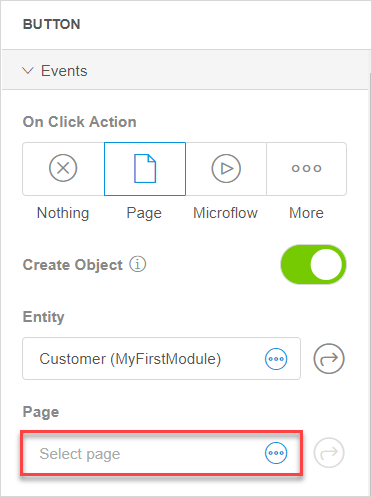 BUTTON
Events
On Click Action
Nothing Page Microflow More
Create Object
Entity
Customer (MyFirstModule)
Page
Select page